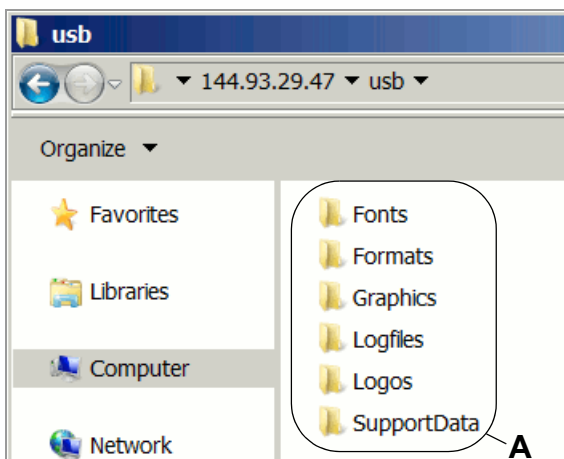 usb
144.93.29.47 usb
Organize
Favorites
Libraries
Computer
Network
Fonts
Formats
Graphics
Logfiles
Logos
SupportData
A